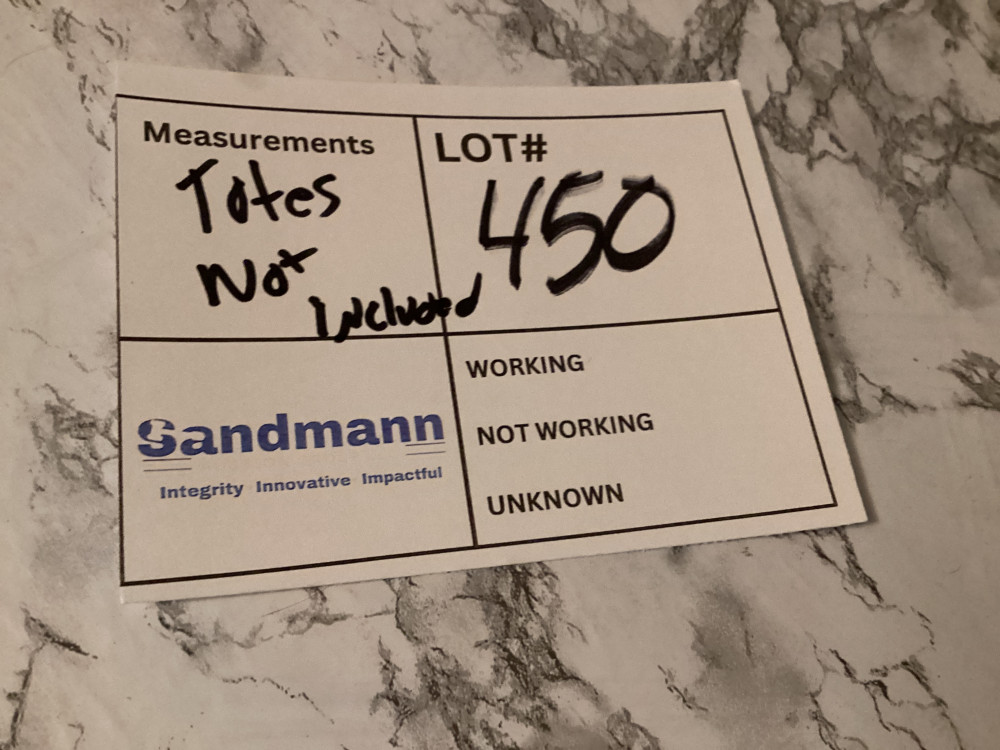 Measurements
Totes
Not
Included
LOT#
450
Sandmann
Integrity Innovative Impactful
WORKING
NOT WORKING
UNKNOWN